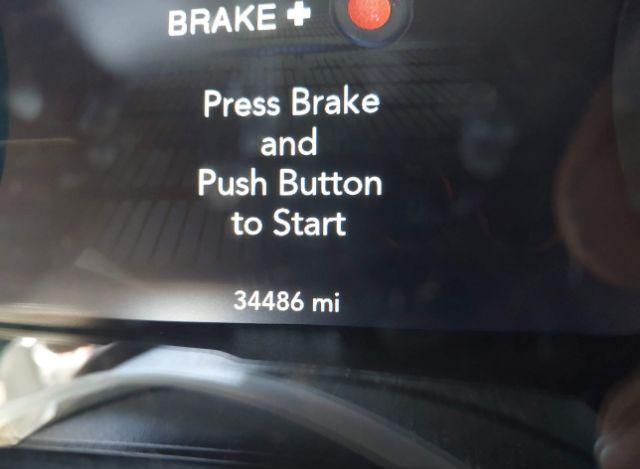 BRAKE +
Press Brake
and
Push Button
to Start
34486 mi